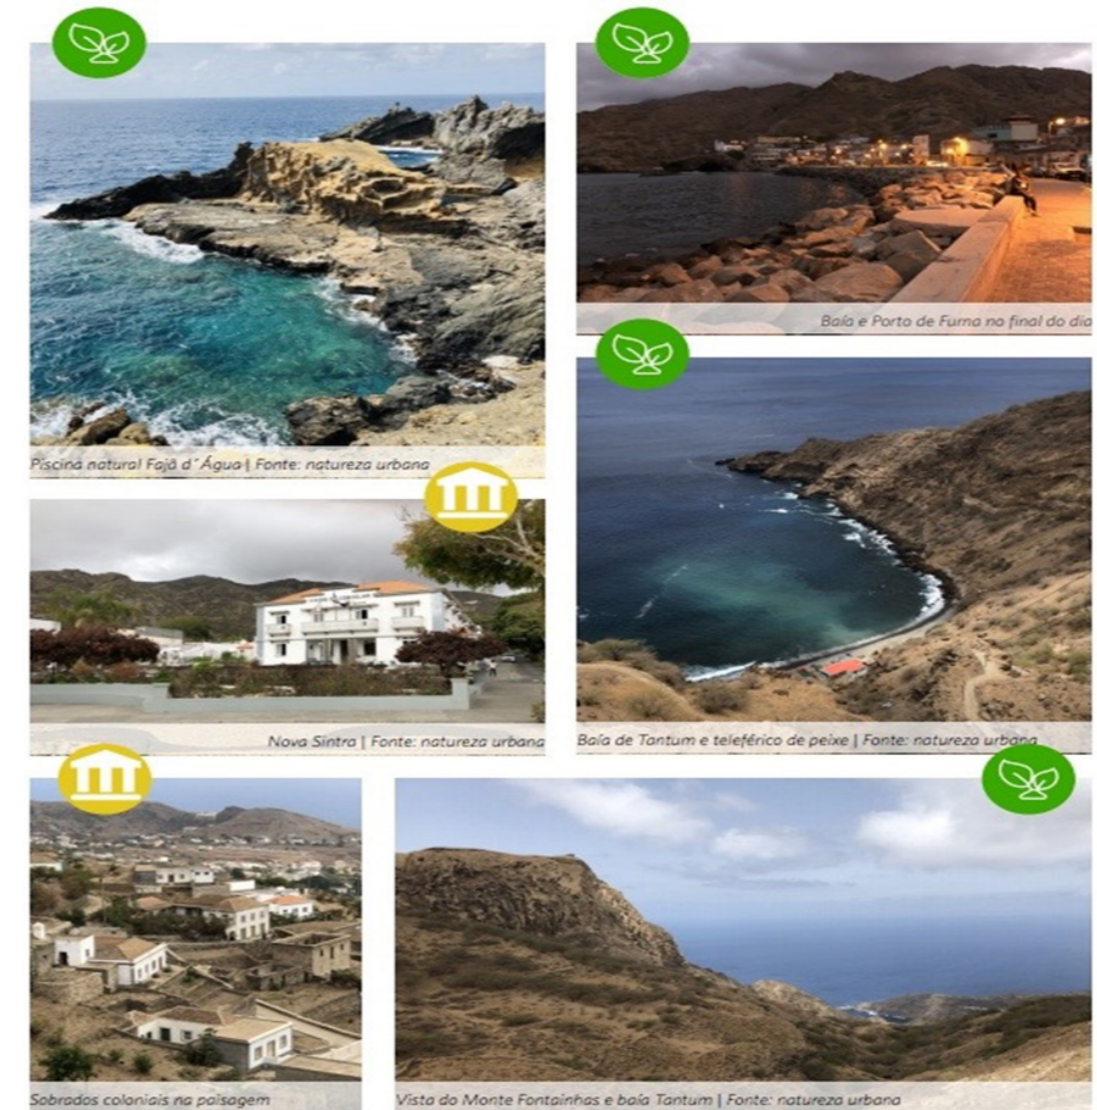 Baía e Porto de Furna no final do dia
Piscina natural Fajã d´Água | Fonte: natureza urbana
Nova Sintra | Fonte: natureza urbana
Baía de Tantum e teleférico de peixe | Fonte: natureza urbana
Sobrados coloniais na paisagem
Vista do Monte Fontainhas e baía Tantum | Fonte: natureza urbana